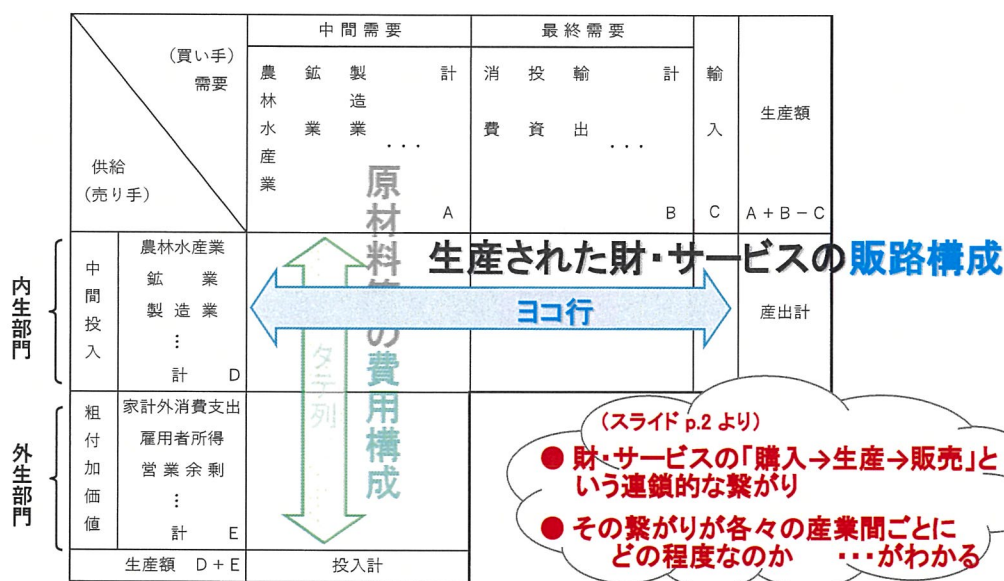 中間需要
最終需要
(買い手)
需要
供給
(売り手)
農林水産業
鉱業
製造業
・・・
計
A
消費
投資
輸出
・・・
計
B
輸入
C
生産額
A+B-C
原材料等の費用構成
生産された財・サービスの販路構成
ヨコ行
タテ列
内生部門
中間投入
農林水産業
鉱業
製造業
⋮
計 D
産出計
外生部門
粗付加価値
家計外消費支出
雇用者所得
営業余剰
⋮
計 E
生産額 D+E
投入計
(スライド p.2 より)
● 財・サービスの「購入→生産→販売」と
いう連鎖的な繋がり
● その繋がりが各々の産業間ごとに
どの程度なのか ・・・がわかる